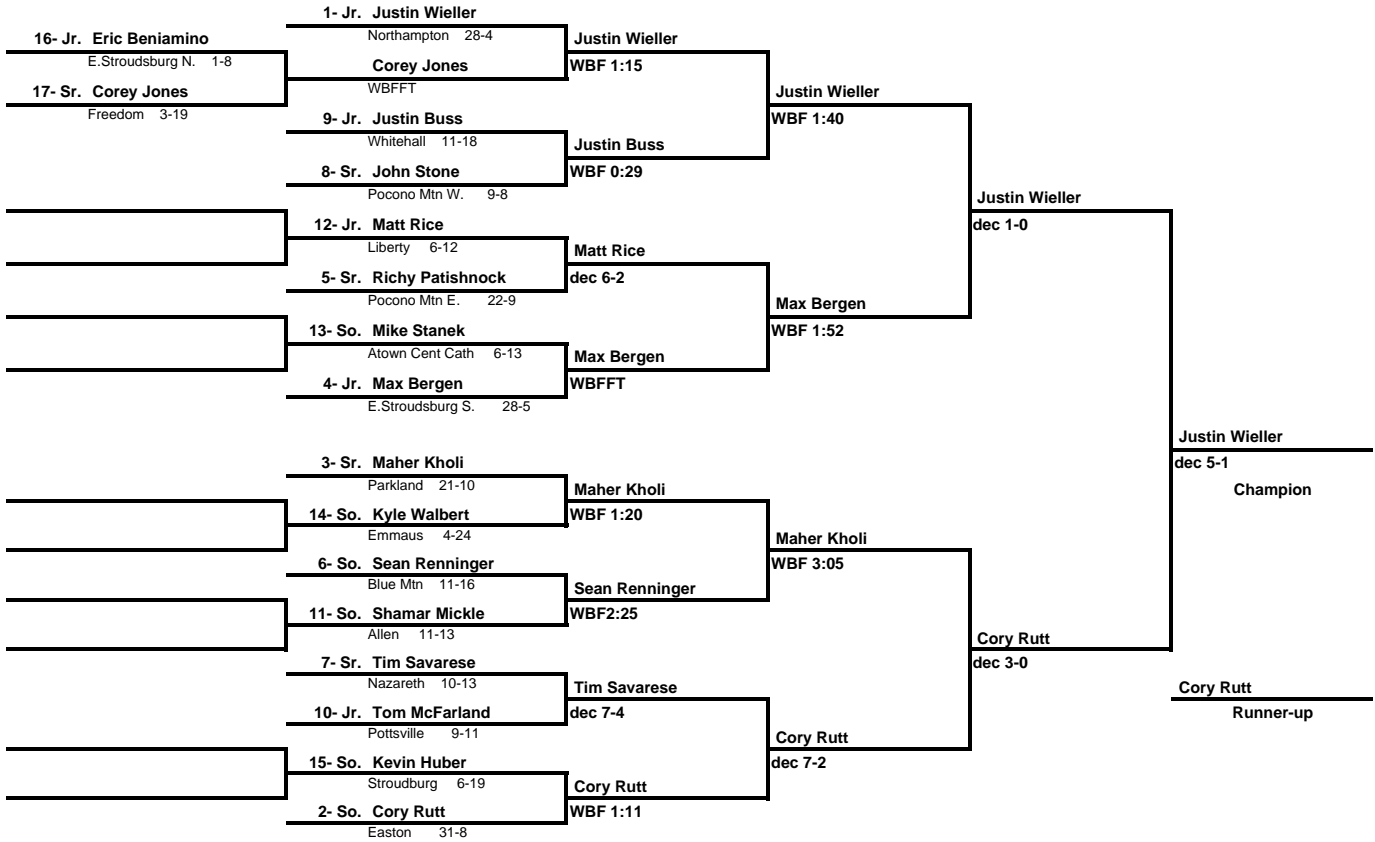 16- Jr. Eric Beniamino
E.Stroudsburg N. 1-8
17- Sr. Corey Jones
Freedom 3-19
1- Jr. Justin Wieller
Northampton 28-4
Corey Jones
WBFFT
9- Jr. Justin Buss
Whitehall 11-18
8- Sr. John Stone
Pocono Mtn W. 9-8
12- Jr. Matt Rice
Liberty 6-12
5- Sr. Richy Patishnock
Pocono Mtn E. 22-9
13- So. Mike Stanek
Atown Cent Cath 6-13
4- Jr. Max Bergen
E.Stroudsburg S. 28-5
3- Sr. Maher Kholi
Parkland 21-10
14- So. Kyle Walbert
Emmaus 4-24
6- So. Sean Renninger
Blue Mtn 11-16
11- So. Shamar Mickle
Allen 11-13
7- Sr. Tim Savarese
Nazareth 10-13
10- Jr. Tom McFarland
Pottsville 9-11
15- So. Kevin Huber
Stroudburg 6-19
2- So. Cory Rutt
Easton 31-8
Justin Wieller
WBF 1:15
Justin Buss
WBF 0:29
Matt Rice
dec 6-2
Max Bergen
WBFFT
Maher Kholi
WBF 1:20
Sean Renninger
WBF2:25
Tim Savarese
dec 7-4
Cory Rutt
WBF 1:11
Justin Wieller
WBF 1:40
Max Bergen
WBF 1:52
Maher Kholi
WBF 3:05
Cory Rutt
dec 7-2
Justin Wieller
dec 1-0
Cory Rutt
dec 3-0
Justin Wieller
dec 5-1
Champion
Cory Rutt
Runner-up